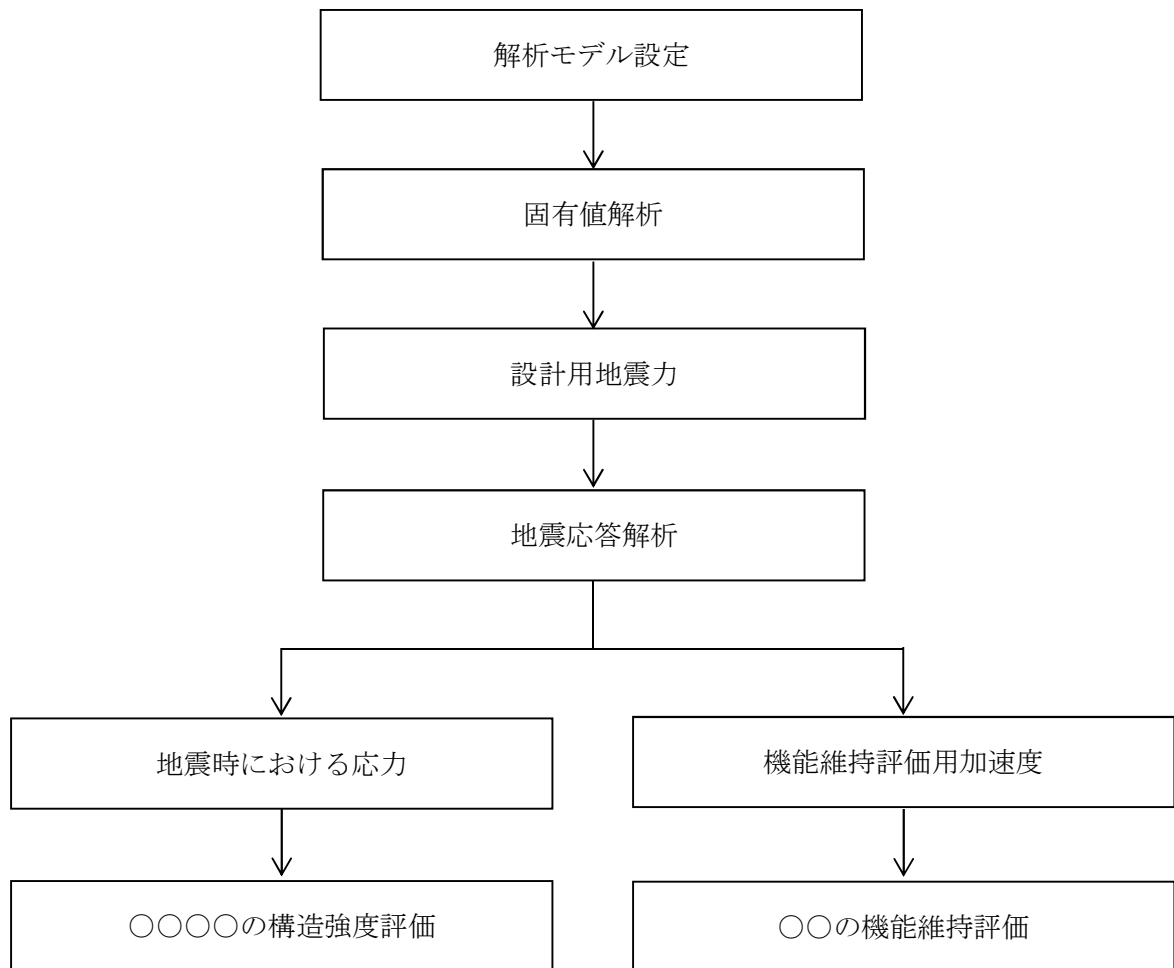 解析モデル設定
固有値解析
設計用地震力
地震応答解析
地震時における応力
機能維持評価用加速度
○○○○の構造強度評価
○○の機能維持評価